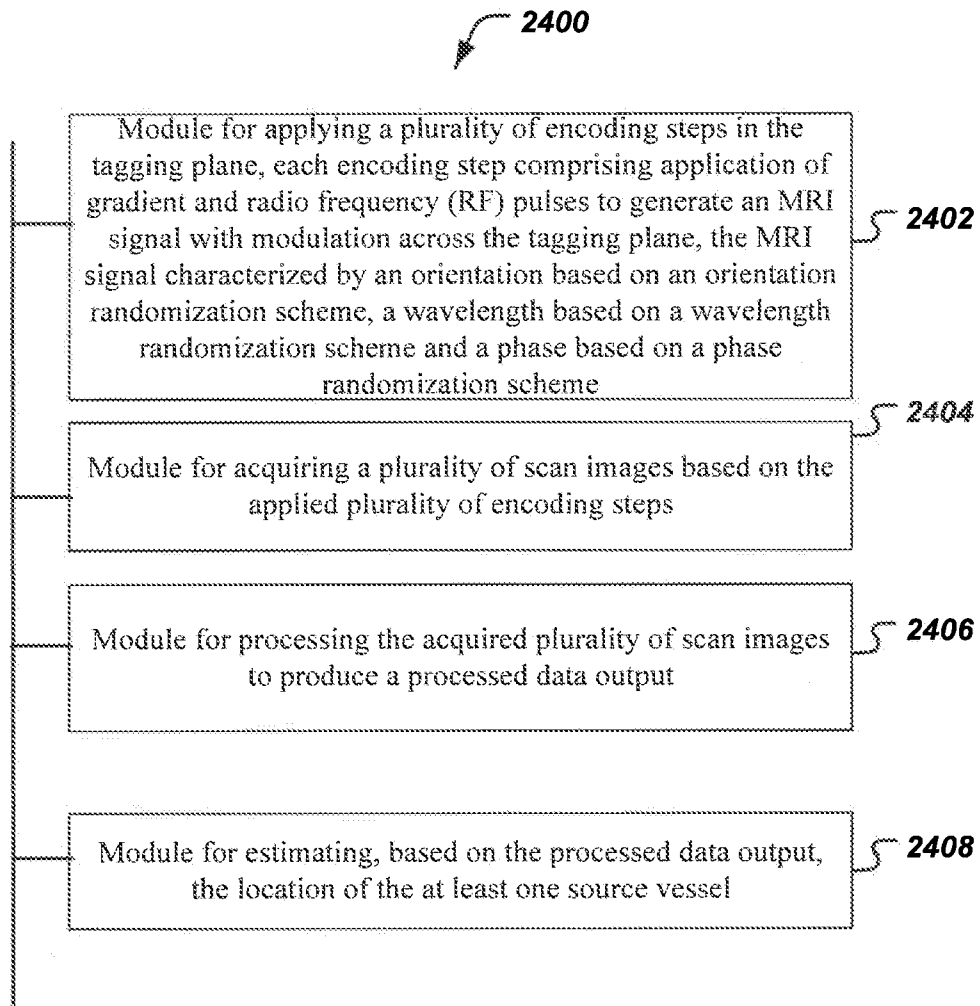 2400
Module for applying a plurality of encoding steps in the
tagging plane, each encoding step comprising application of
gradient and radio frequency (RF) pulses to generate an MRI
signal with modulation across the tagging plane, the MRI
signal characterized by an orientation based on an orientation
randomization scheme, a wavelength based on a wavelength
randomization scheme and a phase based on a phase
randomization scheme
2402
2404
Module for acquiring a plurality of scan images based on the
applied plurality of encoding steps
Module for processing the acquired plurality of scan images
to produce a processed data output
2406
Module for estimating, based on the processed data output,
the location of the at least one source vessel
2408